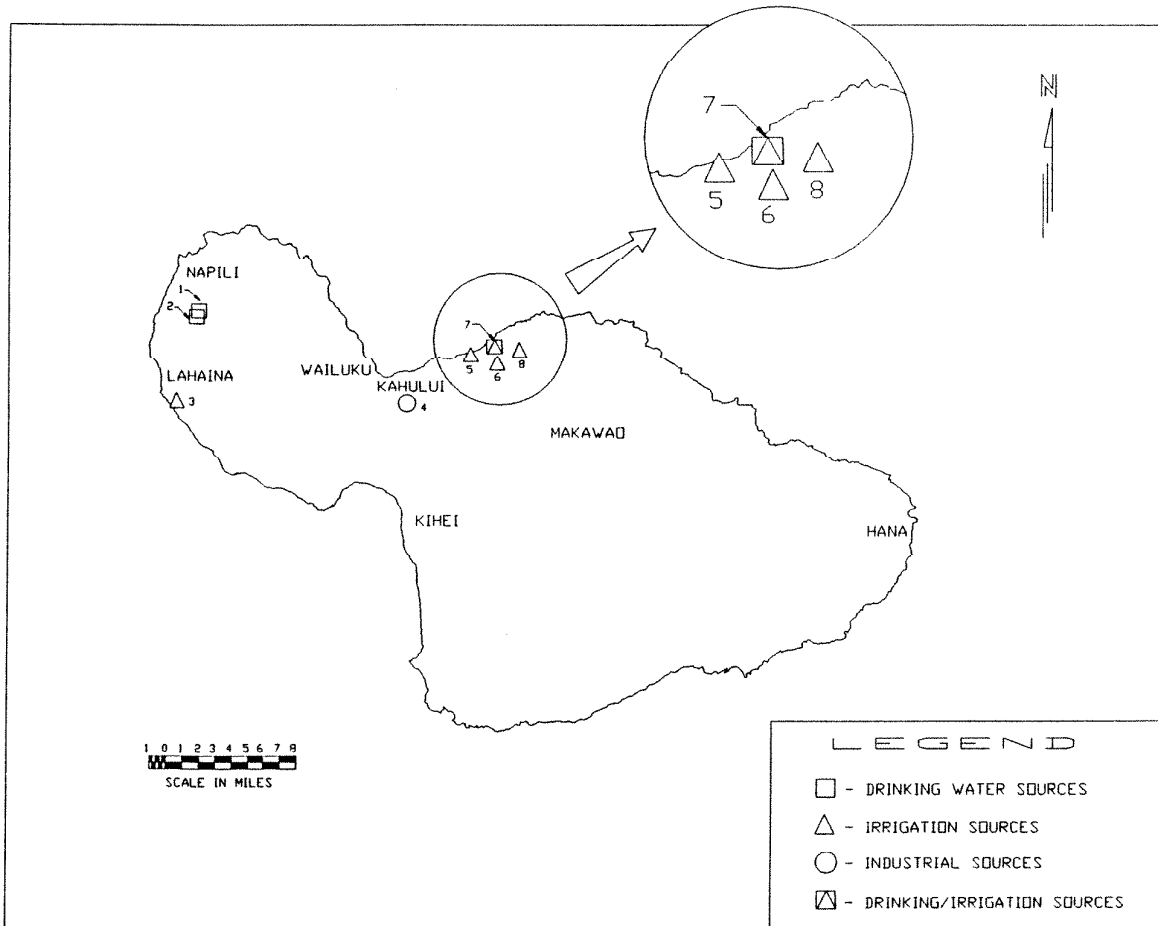 N
7
5
6
8
NAPILI
1
2
LAHAINA
3
WAILUKU
KAHULUI
4
7
5
6
8
MAKAWAO
KIHEI
HANA
1 0 1 2 3 4 5 6 7 8
SCALE IN MILES
LEGEND
- DRINKING WATER SOURCES
- IRRIGATION SOURCES
- INDUSTRIAL SOURCES
- DRINKING/IRRIGATION SOURCES